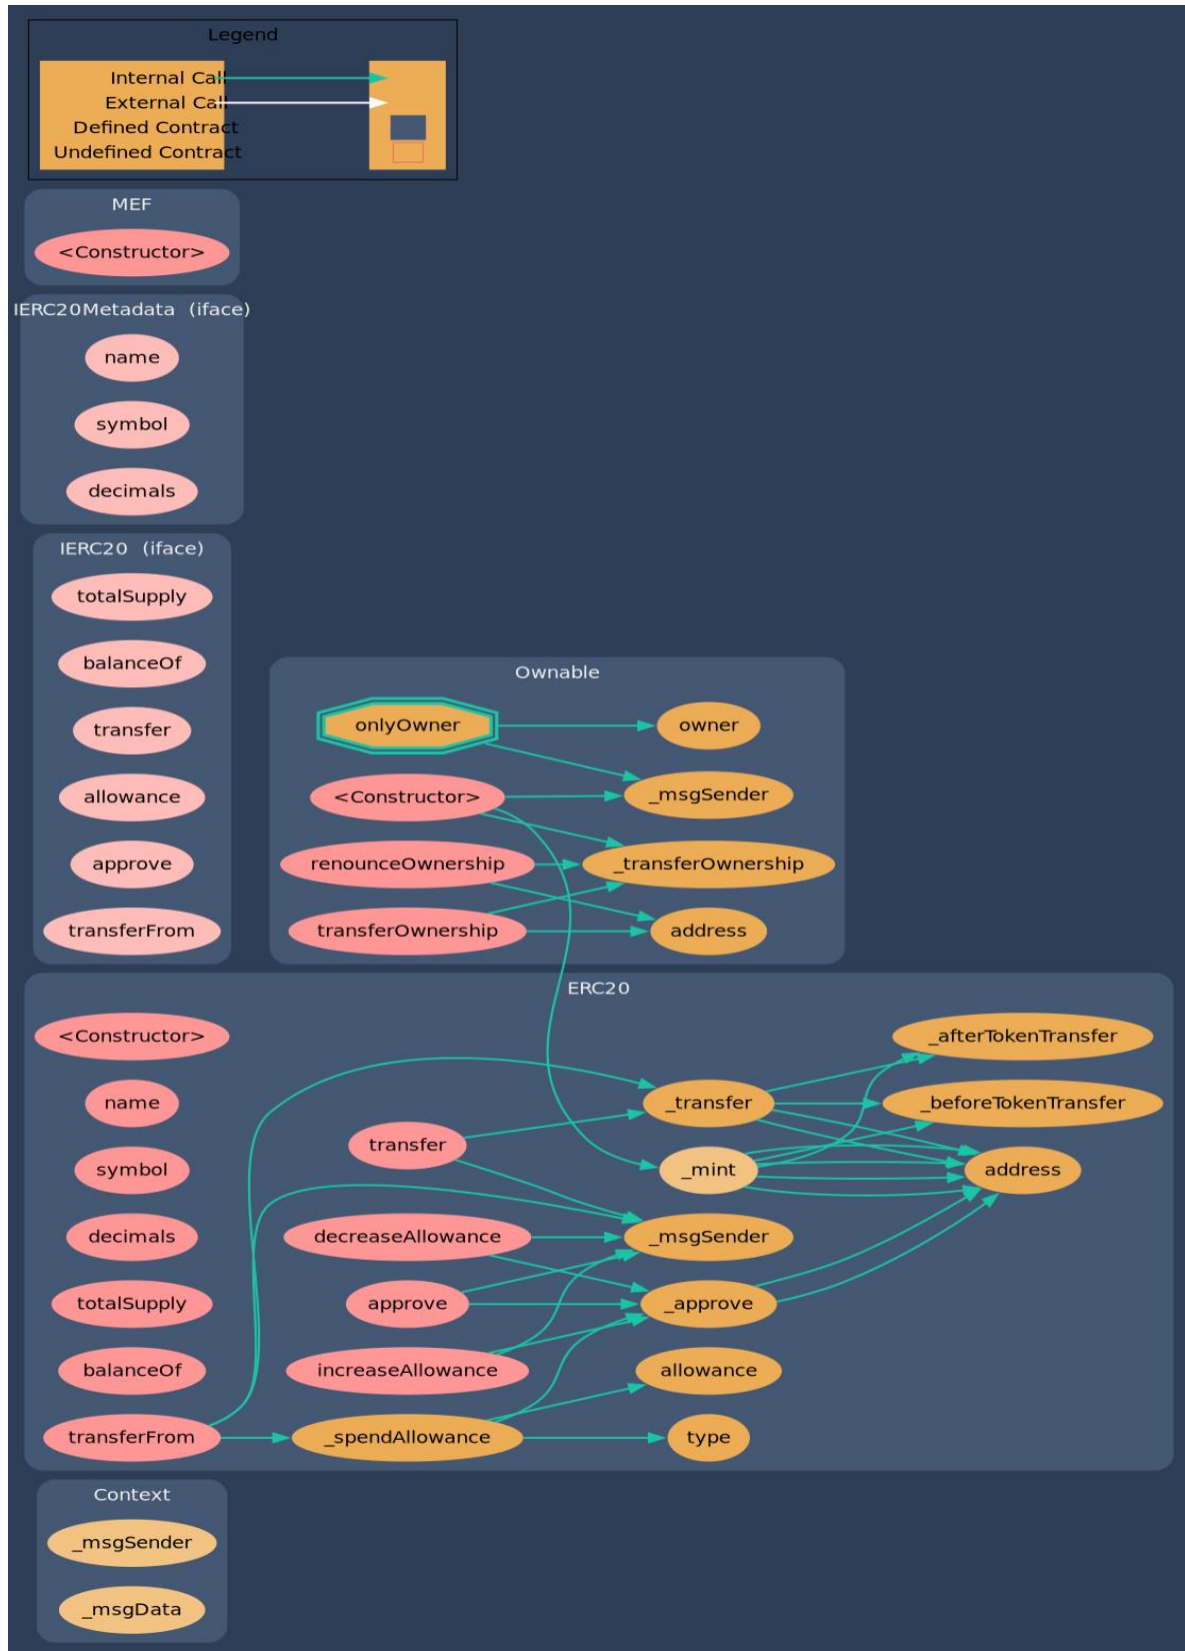 Legend
Internal Call
External Call
Defined Contract
Undefined Contract
MEF
<Constructor>
IERC20Metadata (iface)
name
symbol
decimals
IERC20 (iface)
totalSupply
balanceOf
transfer
allowance
approve
transferFrom
Ownable
onlyOwner
owner
<Constructor>
_msgSender
renounceOwnership
_transferOwnership
transferOwnership
address
ERC20
<Constructor>
_afterTokenTransfer
name
_transfer
_beforeTokenTransfer
transfer
symbol
_mint
address
decimals
decreaseAllowance
_msgSender
totalSupply
approve
_approve
balanceOf
increaseAllowance
allowance
transferFrom
_spendAllowance
type
Context
_msgSender
_msgData